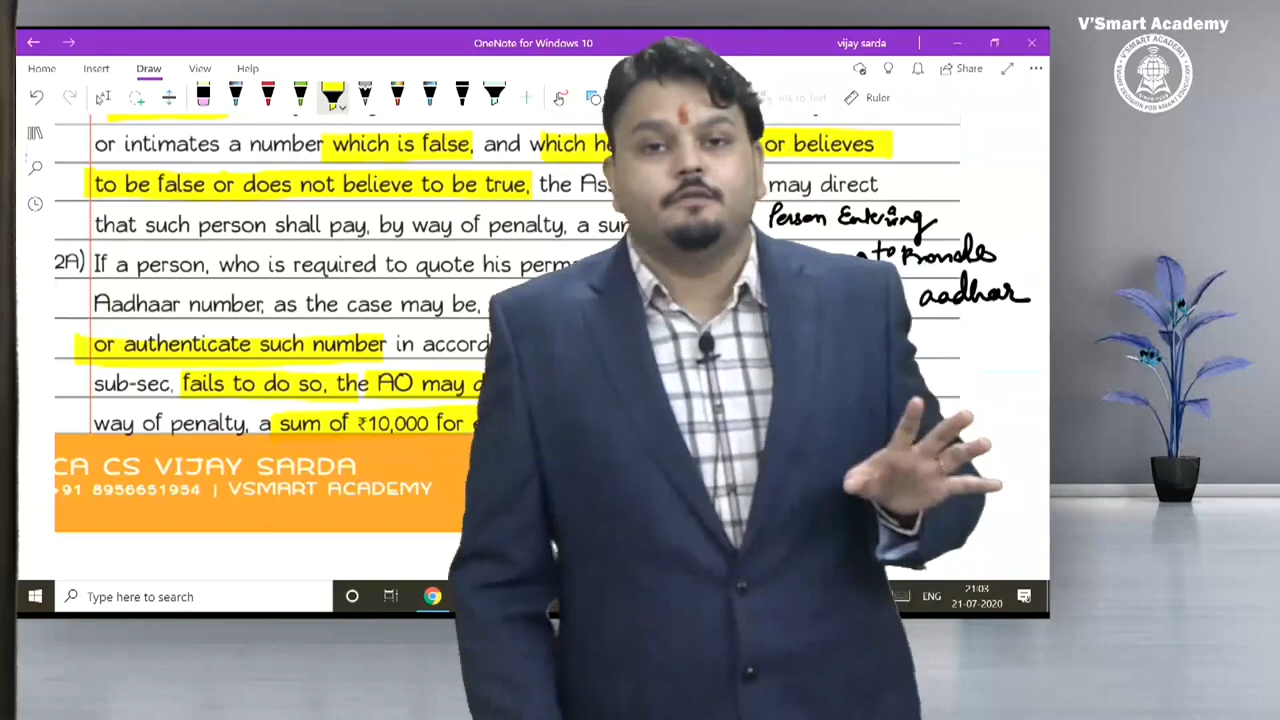 V'Smart Academy
OneNote for Windows 10
vijay sarda
Home Insert Draw View Help
Share
Ruler
or intimates a number which is false, and which or believes
to be false or does not believe to be true, the may direct
that such person shall pay, by way of penalty, a
Person Entering
to
2A) If a person, who is required to quote his
aadhar
Aadhaar number, as the case may be,
or authenticate such number in
sub-sec, fails to do so, the AO may
way of penalty, a sum of ₹10,000 for
CA CS VIJAY SARDA
+91 8956651954 | VSMART ACADEMY
Type here to search
ENG
21:03
21-07-2020